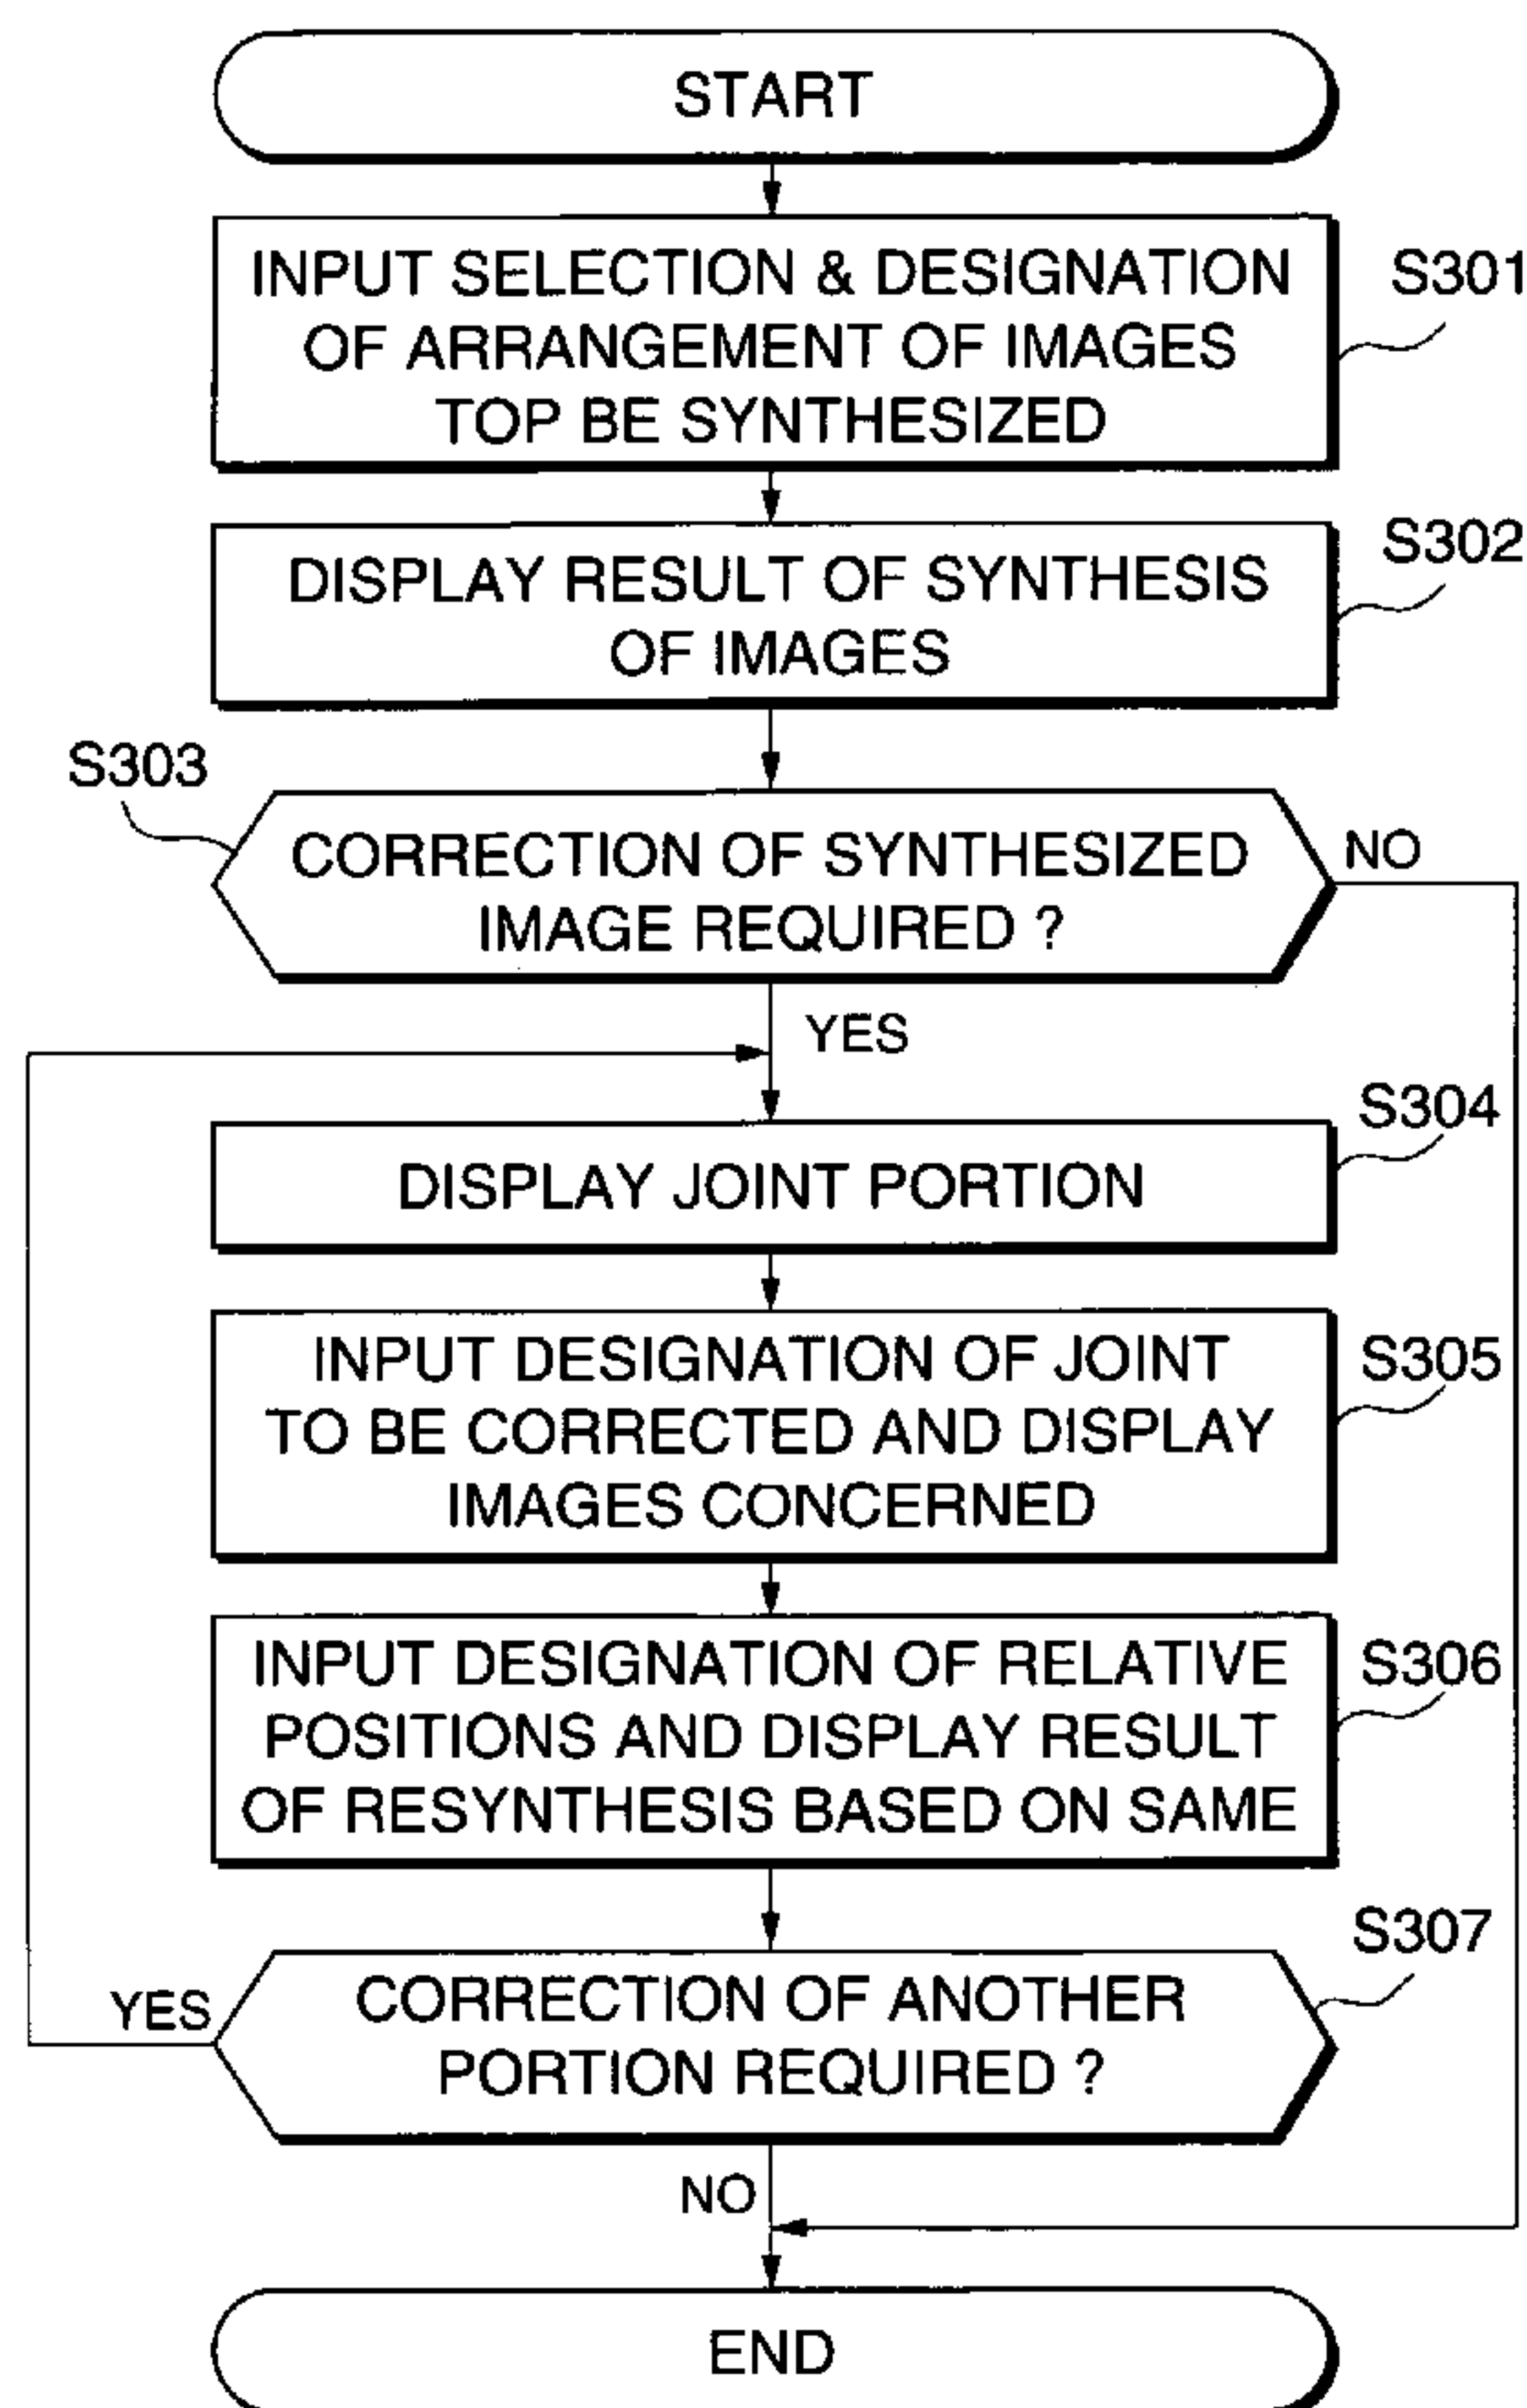 START
INPUT SELECTION & DESIGNATION
OF ARRANGEMENT OF IMAGES
TOP BE SYNTHESIZED
S301
DISPLAY RESULT OF SYNTHESIS
OF IMAGES
S302
S303
CORRECTION OF SYNTHESIZED
IMAGE REQUIRED ?
NO
YES
DISPLAY JOINT PORTION
S304
INPUT DESIGNATION OF JOINT
TO BE CORRECTED AND DISPLAY
IMAGES CONCERNED
S305
INPUT DESIGNATION OF RELATIVE
POSITIONS AND DISPLAY RESULT
OF RESYNTHESIS BASED ON SAME
S306
S307
YES
CORRECTION OF ANOTHER
PORTION REQUIRED ?
NO
END